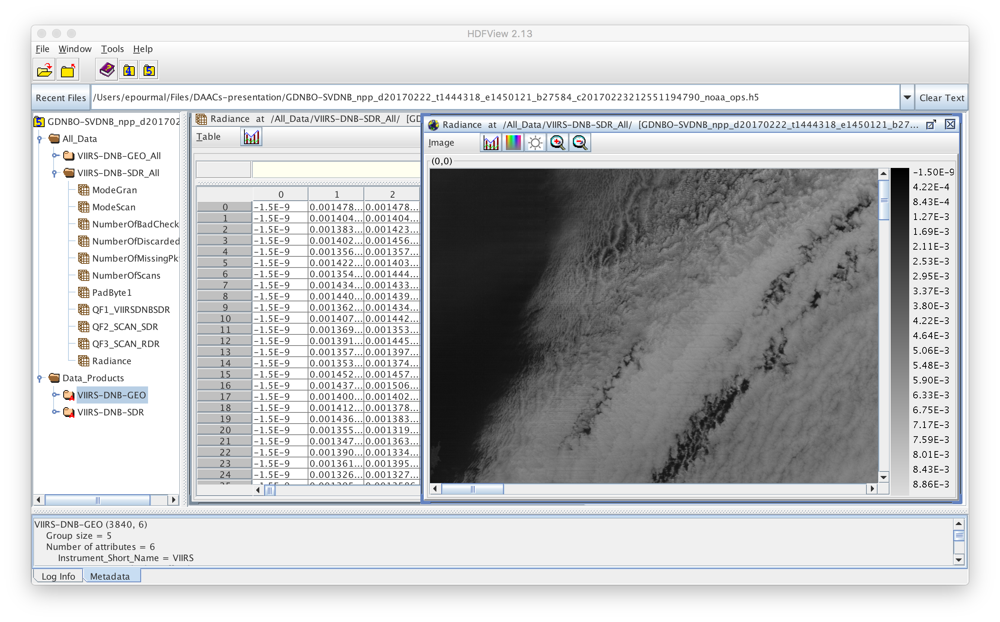 HDFView 2.13
File Window Tools Help
4 5
Recent Files /Users/epourmal/Files/DAACs-presentation/GDNBO-SVDNB_npp_d20170222_t1444318_e1450121_b27584_c20170223212551194790_noaa_ops.h5 Clear Text
5 GDNBO-SVDNB_npp_d201702
All_Data
VIIRS-DNB-GEO_All
VIIRS-DNB-SDR_All
ModeGran
ModeScan
NumberOfBadCheck
NumberOfDiscarded
NumberOfMissingPk
NumberOfScans
PadByte1
QF1_VIIRSDNBSDR
QF2_SCAN_SDR
QF3_SCAN_RDR
Radiance
Data_Products
VIIRS-DNB-GEO
VIIRS-DNB-SDR
Radiance at /All_Data/VIIRS-DNB-SDR_All/ [GD
Table
0 1 2
0 -1.5E-9 0.001478... 0.001478...
1 -1.5E-9 0.001404... 0.001404...
2 -1.5E-9 0.001383... 0.001423...
3 -1.5E-9 0.001402... 0.001456...
4 -1.5E-9 0.001356... 0.001357...
5 -1.5E-9 0.001422... 0.001403...
6 -1.5E-9 0.001354... 0.001444...
7 -1.5E-9 0.001434... 0.001433...
8 -1.5E-9 0.001440... 0.001439...
9 -1.5E-9 0.001362... 0.001434...
10 -1.5E-9 0.001407... 0.001442...
11 -1.5E-9 0.001369... 0.001353...
12 -1.5E-9 0.001391... 0.001445...
13 -1.5E-9 0.001357... 0.001397...
14 -1.5E-9 0.001353... 0.001374...
15 -1.5E-9 0.001452... 0.001457...
16 -1.5E-9 0.001437... 0.001506...
17 -1.5E-9 0.001400... 0.001402...
18 -1.5E-9 0.001412... 0.001378...
19 -1.5E-9 0.001436... 0.001383...
20 -1.5E-9 0.001355... 0.001319...
21 -1.5E-9 0.001347... 0.001363...
22 -1.5E-9 0.001390... 0.001334...
23 -1.5E-9 0.001361... 0.001395...
24 -1.5E-9 0.001326... 0.001327...
Radiance at /All_Data/VIIRS-DNB-SDR_All/ [GDNBO-SVDNB_npp_d20170222_t1444318_e1450121_b27...
Image
(0,0)
-1.50E-9
4.22E-4
8.43E-4
1.27E-3
1.69E-3
2.11E-3
2.53E-3
2.95E-3
3.37E-3
3.80E-3
4.22E-3
4.64E-3
5.06E-3
5.48E-3
5.90E-3
6.33E-3
6.75E-3
7.17E-3
7.59E-3
8.01E-3
8.43E-3
8.86E-3
VIIRS-DNB-GEO (3840, 6)
Group size = 5
Number of attributes = 6
Instrument_Short_Name = VIIRS
Log Info Metadata